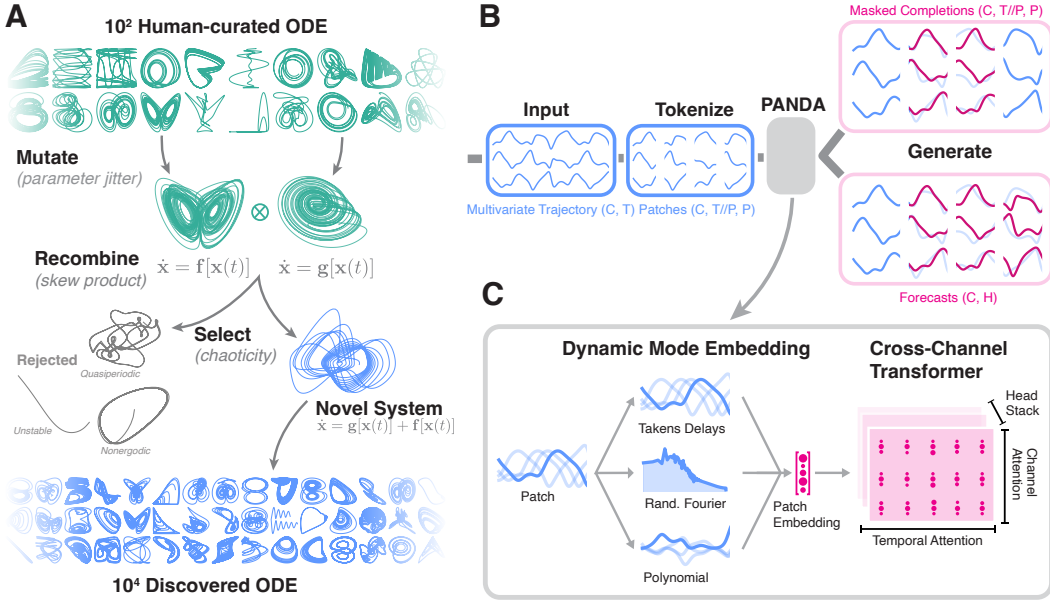 A
10² Human-curated ODE
Mutate
(parameter jitter)
⊗
Recombine
(skew product)
ẋ = f[x(t)]
ẋ = g[x(t)]
Select
(chaoticity)
Rejected
Quasiperiodic
Unstable
Nonergodic
Novel System
ẋ = g[x(t)] + f[x(t)]
10⁴ Discovered ODE
B
Masked Completions (C, T//P, P)
Input
Tokenize
PANDA
Generate
Multivariate Trajectory (C, T)
Patches (C, T//P, P)
Forecasts (C, H)
C
Dynamic Mode Embedding
Cross-Channel
Transformer
Patch
Takens Delays
Rand. Fourier
Polynomial
Patch
Embedding
Head
Stack
Channel
Attention
Temporal Attention